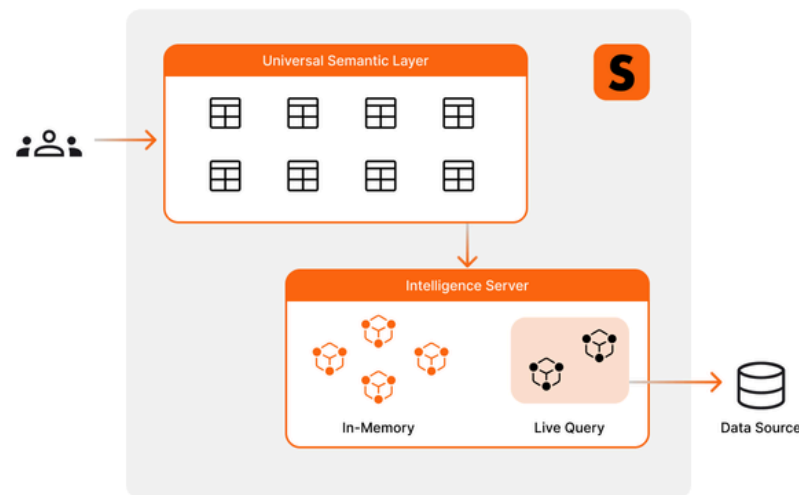 Universal Semantic Layer
S
Intelligence Server
In-Memory
Live Query
Data Source